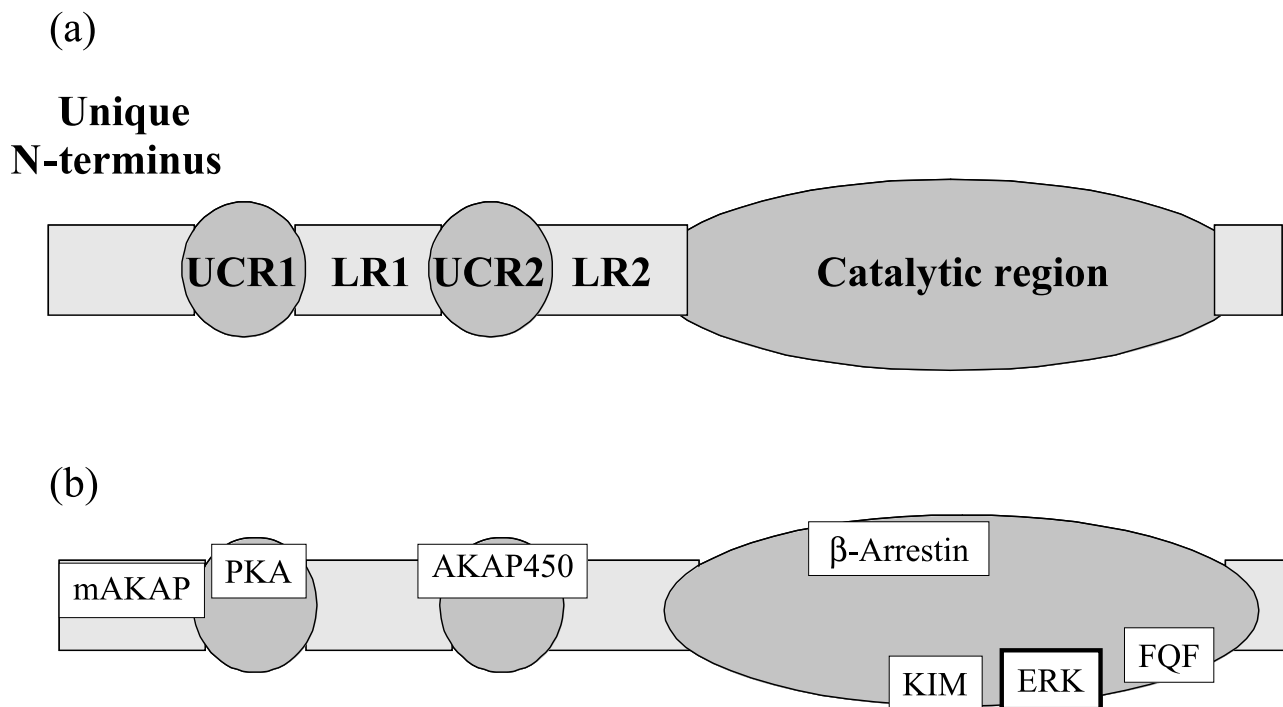 (a)
Unique
N-terminus
UCR1 LR1 UCR2 LR2 Catalytic region
(b)
mAKAP PKA AKAP450 β-Arrestin
KIM ERK FQF